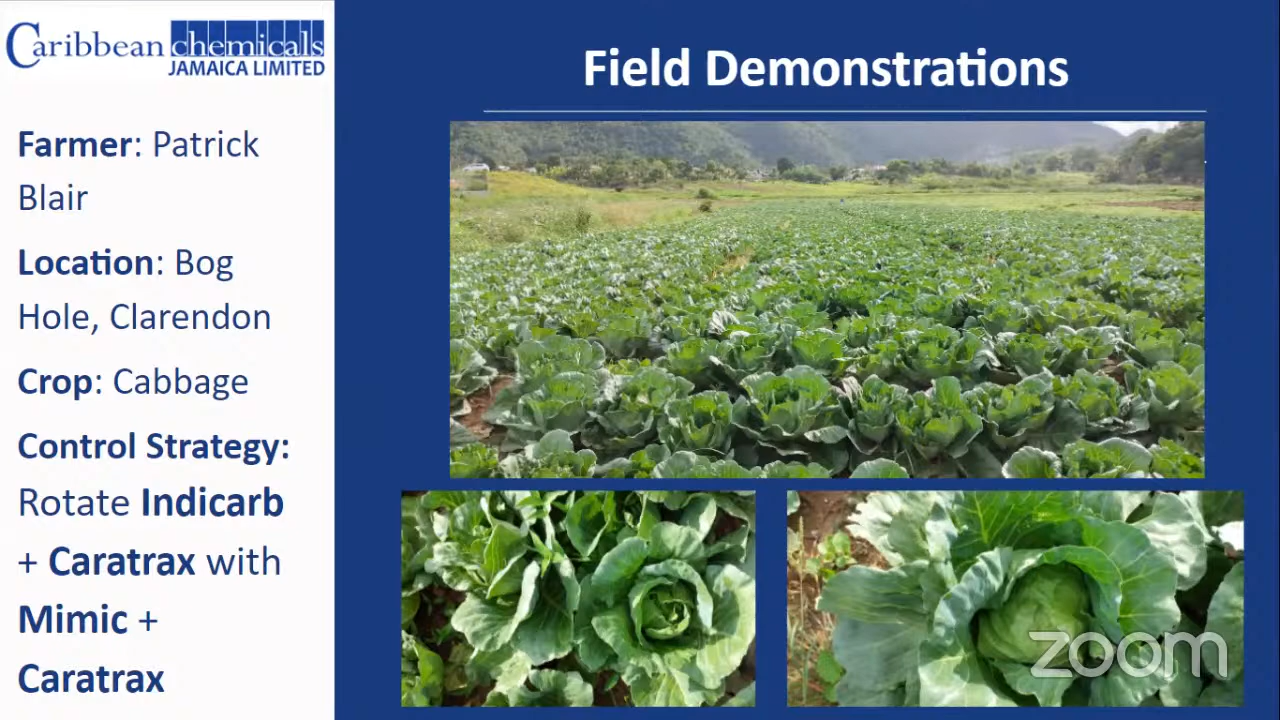 Caribbean chemicals
JAMAICA LIMITED
Field Demonstrations
Farmer: Patrick
Blair
Location: Bog
Hole, Clarendon
Crop: Cabbage
Control Strategy:
Rotate Indicarb
+ Caratrax with
Mimic +
Caratrax
zoom